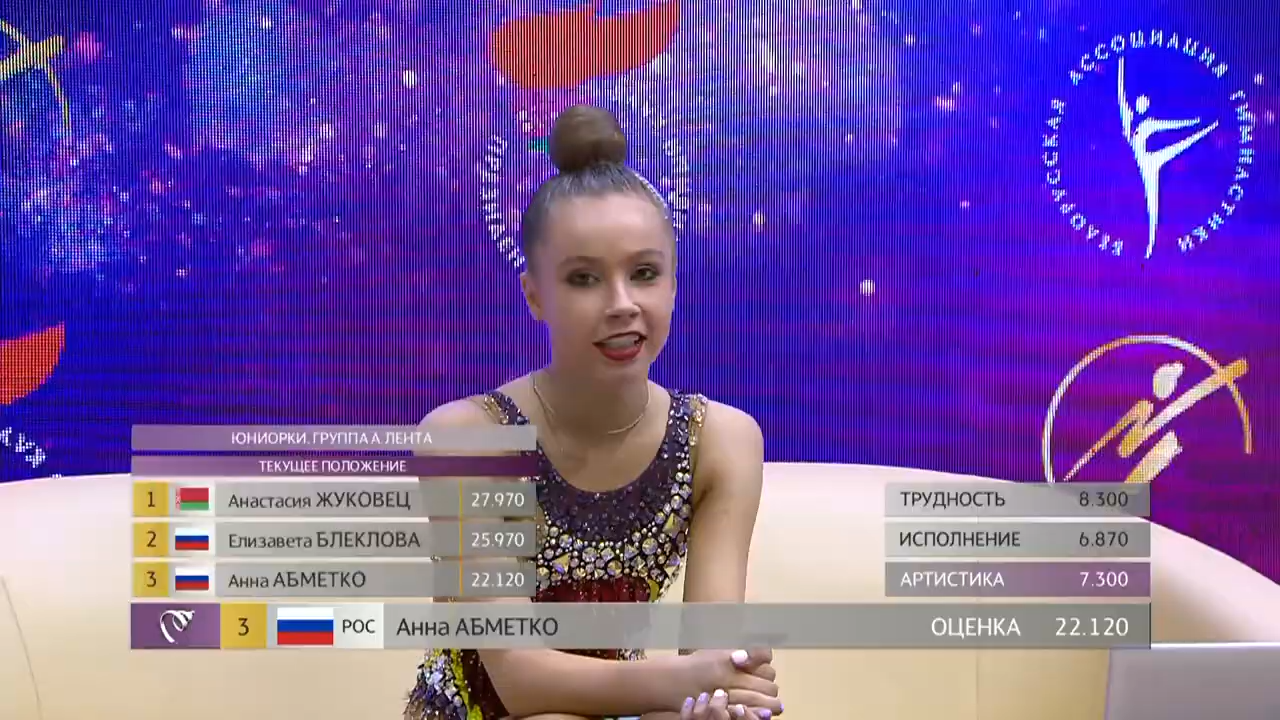 БЕЛОРУССКАЯ АССОЦИАЦИЯ ГИМНАСТИКИ
ЮНИОРКИ. ГРУППА А. ЛЕНТА
ТЕКУЩЕЕ ПОЛОЖЕНИЕ
1 Анастасия ЖУКОВЕЦ 27.970
2 Елизавета БЛЕКЛОВА 25.970
3 Анна АБМЕТКО 22.120
ТРУДНОСТЬ 8.300
ИСПОЛНЕНИЕ 6.870
АРТИСТИКА 7.300
3 РОС Анна АБМЕТКО ОЦЕНКА 22.120